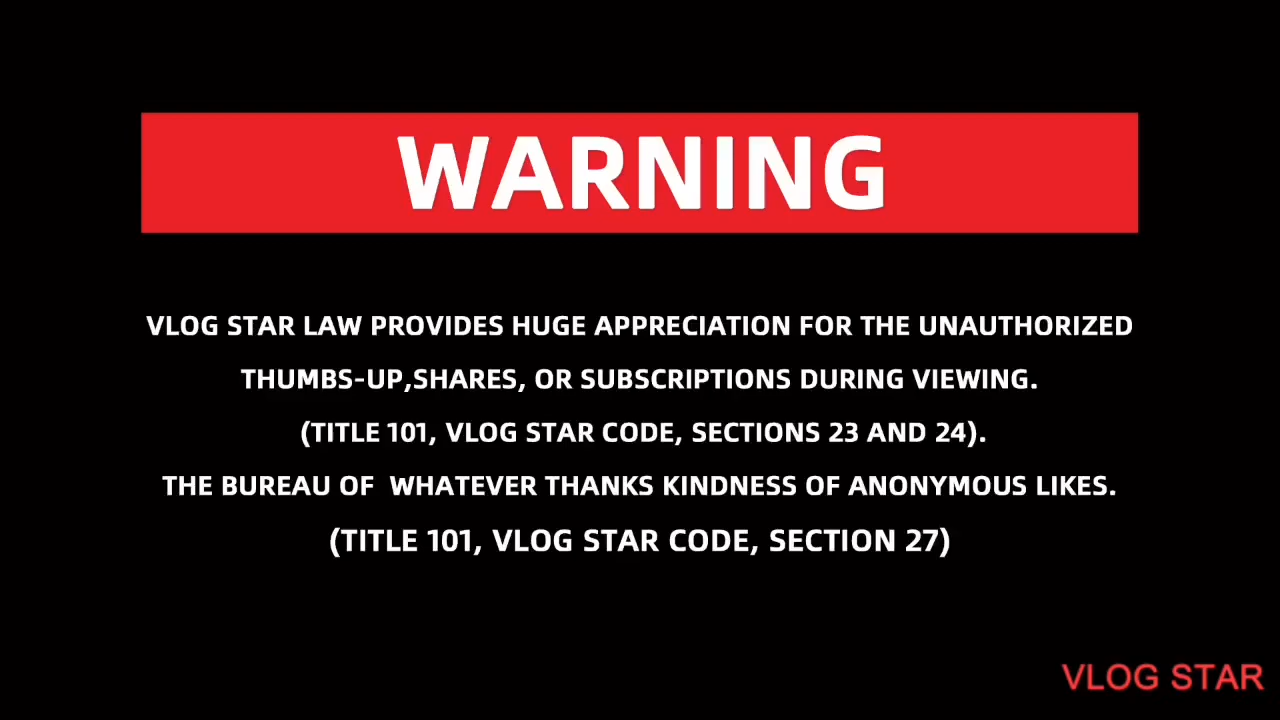 WARNING
VLOG STAR LAW PROVIDES HUGE APPRECIATION FOR THE UNAUTHORIZED
THUMBS-UP,SHARES, OR SUBSCRIPTIONS DURING VIEWING.
(TITLE 101, VLOG STAR CODE, SECTIONS 23 AND 24).
THE BUREAU OF  WHATEVER THANKS KINDNESS OF ANONYMOUS LIKES.
(TITLE 101, VLOG STAR CODE, SECTION 27)
VLOG STAR